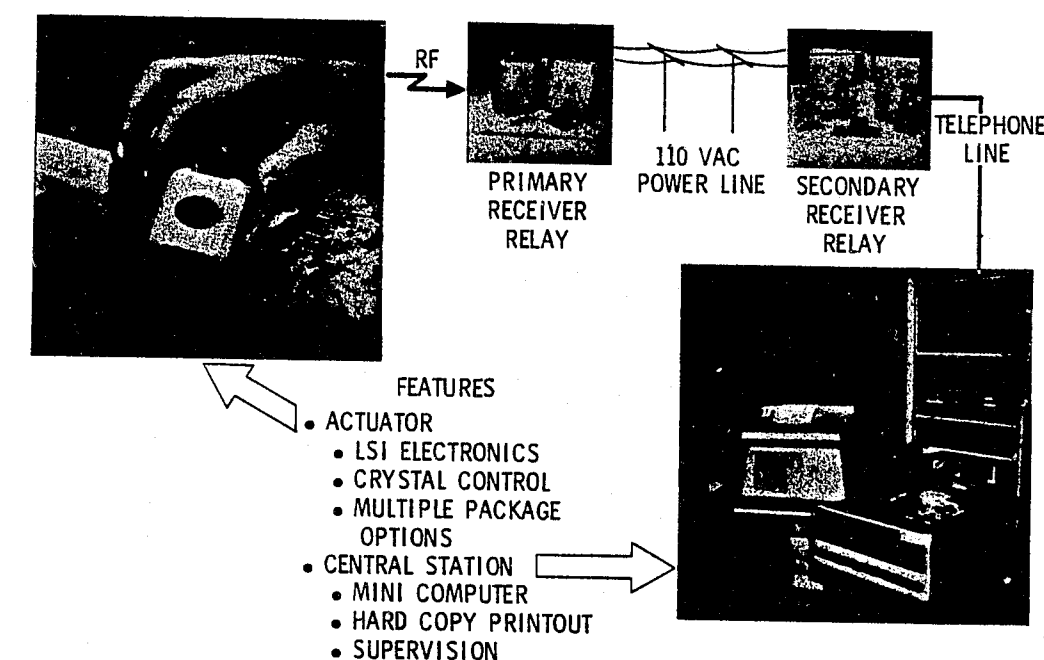 RF
PRIMARY
RECEIVER
RELAY
110 VAC
POWER LINE
SECONDARY
RECEIVER
RELAY
TELEPHONE
LINE
FEATURES
• ACTUATOR
• LSI ELECTRONICS
• CRYSTAL CONTROL
• MULTIPLE PACKAGE
OPTIONS
• CENTRAL STATION
• MINI COMPUTER
• HARD COPY PRINTOUT
• SUPERVISION